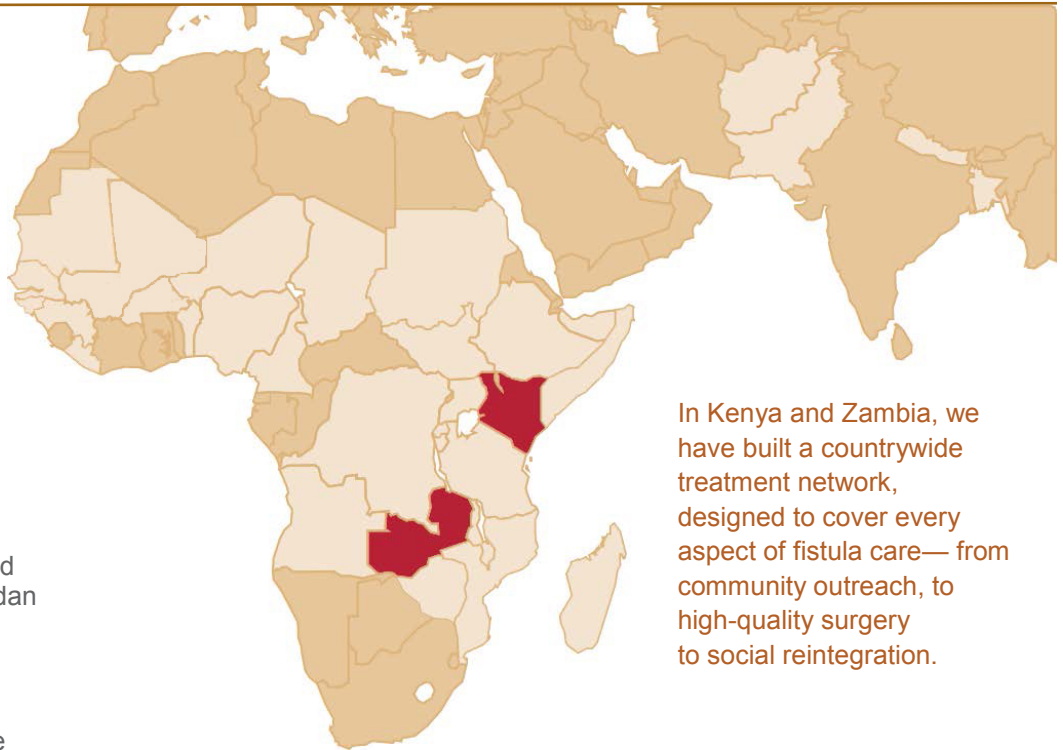 In Kenya and Zambia, we
have built a countrywide
treatment network,
designed to cover every
aspect of fistula care— from
community outreach, to
high-quality surgery
to social reintegration.